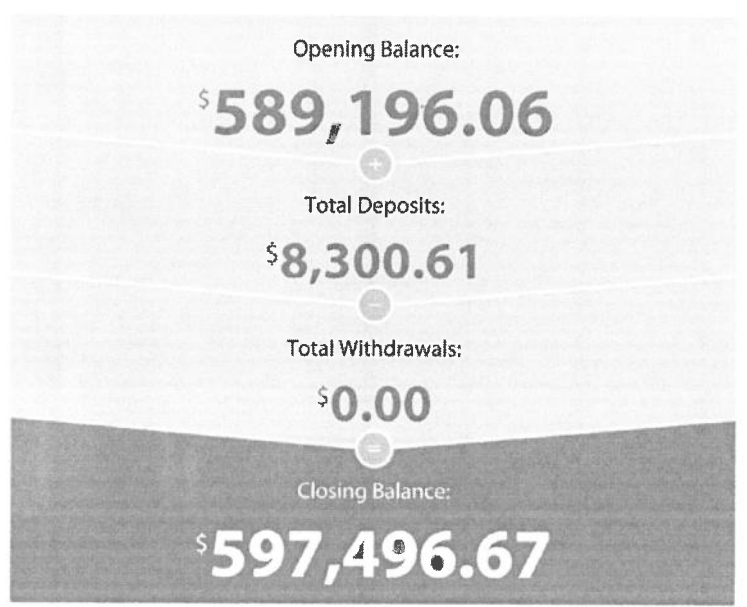 Opening Balance:
$589,196.06
+
Total Deposits:
$8,300.61
–
Total Withdrawals:
$0.00
=
Closing Balance:
$597,496.67